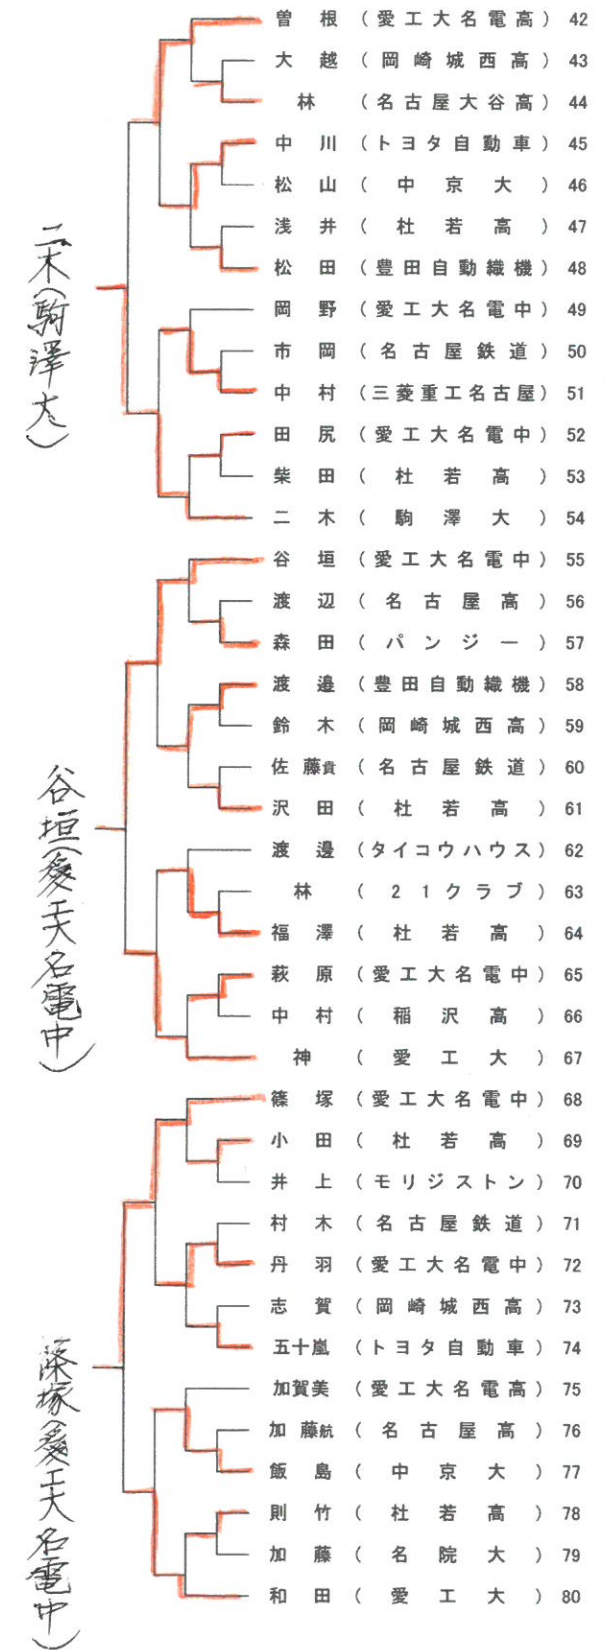 曽根（愛工大名電高）42
大越（岡崎城西高）43
林（名古屋大谷高）44
中川（トヨタ自動車）45
松山（中京大）46
浅井（杜若高）47
松田（豊田自動織機）48
岡野（愛工大名電中）49
市岡（名古屋鉄道）50
中村（三菱重工名古屋）51
田尻（愛工大名電中）52
柴田（杜若高）53
二木（駒澤大）54
二木（駒澤大）
谷垣（愛工大名電中）55
渡辺（名古屋高）56
森田（パンジー）57
渡邉（豊田自動織機）58
鈴木（岡崎城西高）59
佐藤貴（名古屋鉄道）60
沢田（杜若高）61
渡邊（タイコウハウス）62
林（21クラブ）63
福澤（杜若高）64
萩原（愛工大名電中）65
中村（稲沢高）66
神（愛工大）67
谷垣（愛工大名電中）
篠塚（愛工大名電中）68
小田（杜若高）69
井上（モリジストン）70
村木（名古屋鉄道）71
丹羽（愛工大名電中）72
志賀（岡崎城西高）73
五十嵐（トヨタ自動車）74
加賀美（愛工大名電高）75
加藤航（名古屋高）76
飯島（中京大）77
則竹（杜若高）78
加藤（名院大）79
和田（愛工大）80
篠塚（愛工大名電中）